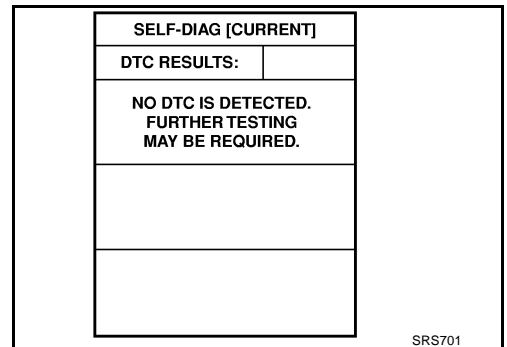 SELF-DIAG [CURRENT]
DTC RESULTS:
NO DTC IS DETECTED.
FURTHER TESTING
MAY BE REQUIRED.
SRS701